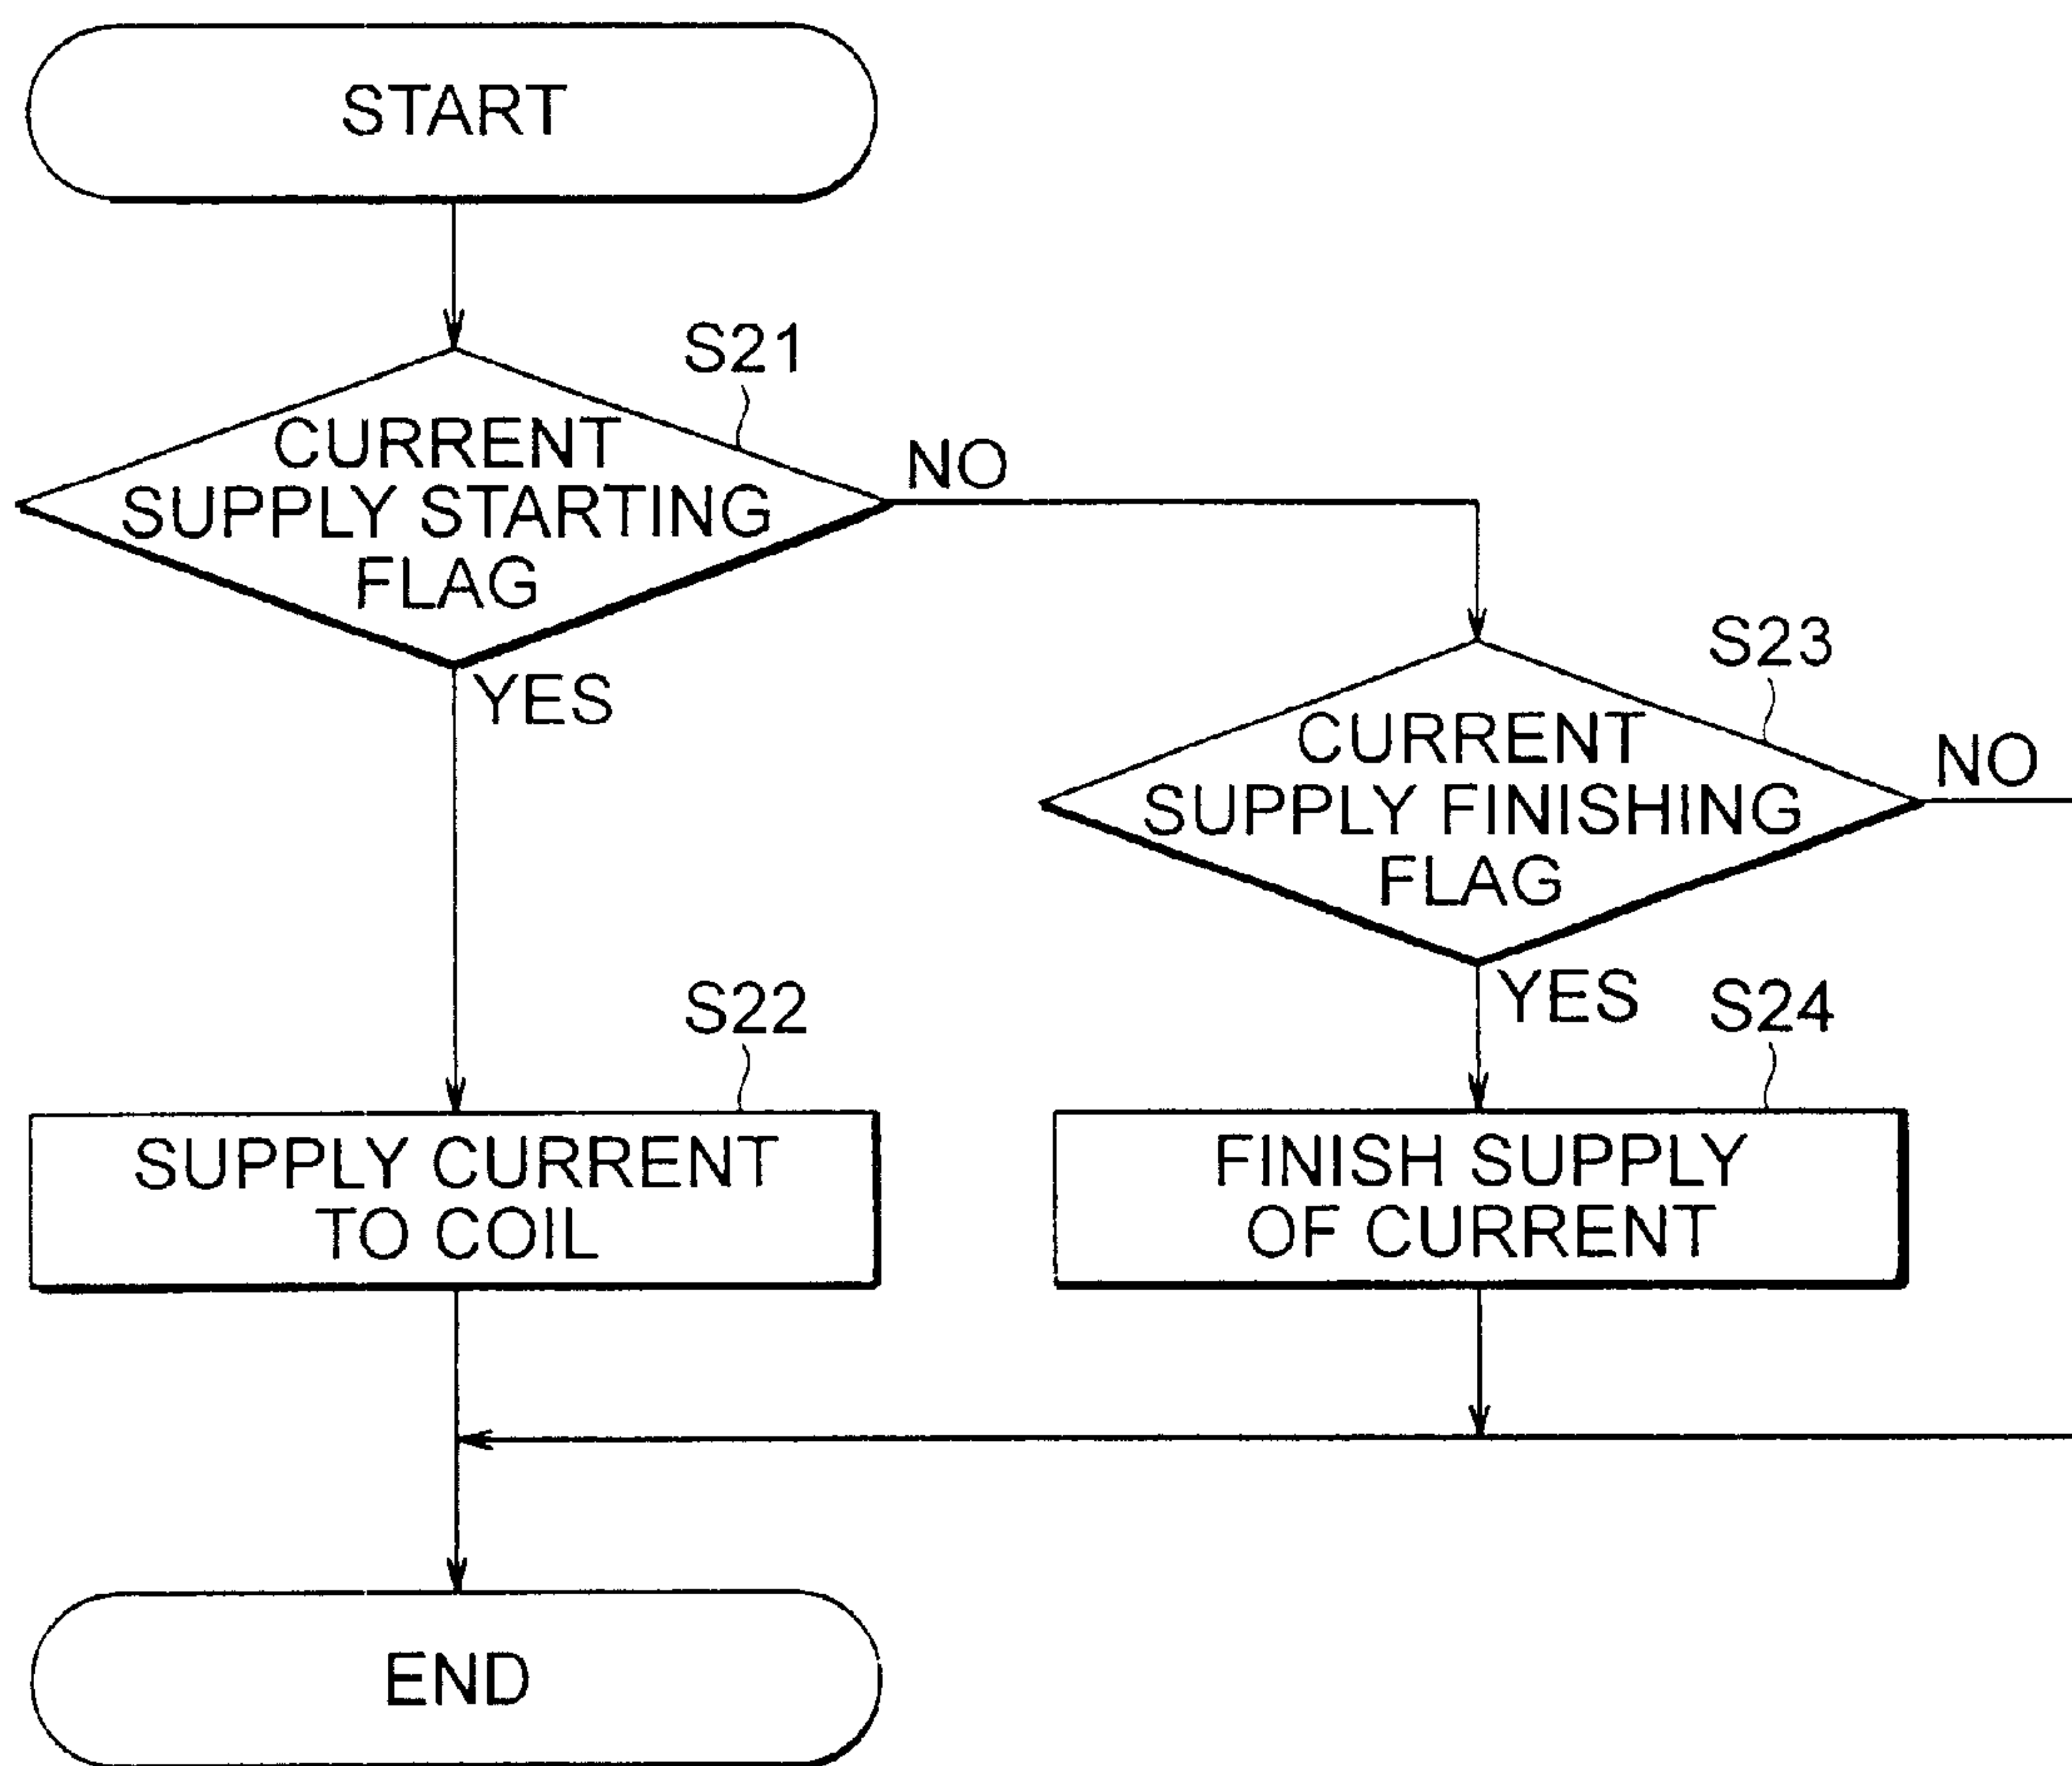 START
S21
CURRENT
SUPPLY STARTING
FLAG
NO
YES
S23
CURRENT
SUPPLY FINISHING
FLAG
NO
YES
S22
SUPPLY CURRENT
TO COIL
S24
FINISH SUPPLY
OF CURRENT
END